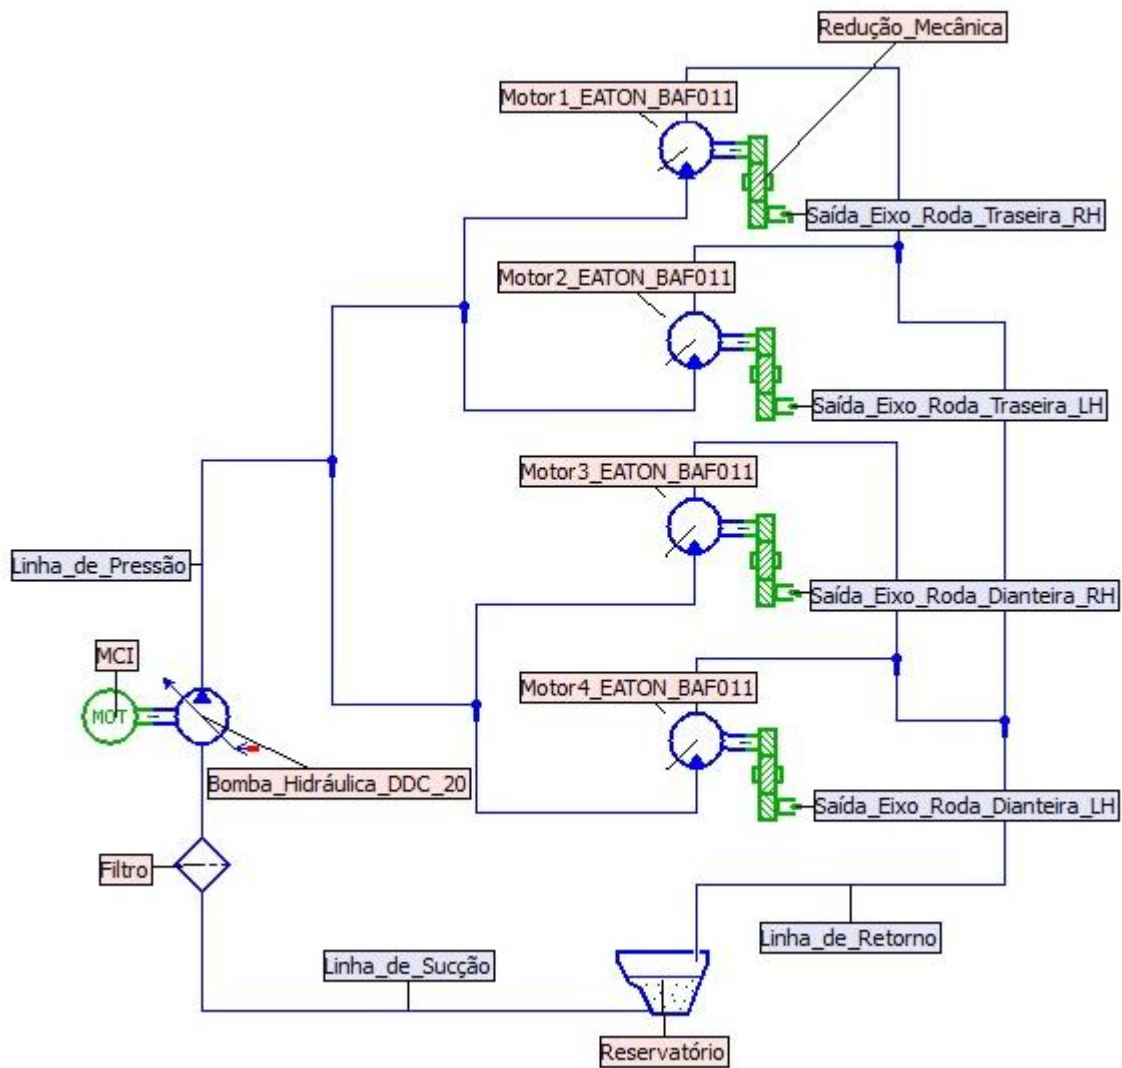 Redução_Mecânica
Motor1_EATON_BAF011
Saída_Eixo_Roda_Traseira_RH
Motor2_EATON_BAF011
Saída_Eixo_Roda_Traseira_LH
Motor3_EATON_BAF011
Linha_de_Pressão
Saída_Eixo_Roda_Dianteira_RH
MCI
Motor4_EATON_BAF011
MOT
Bomba_Hidráulica_DDC_20
Saída_Eixo_Roda_Dianteira_LH
Filtro
Linha_de_Retorno
Linha_de_Sucção
Reservatório